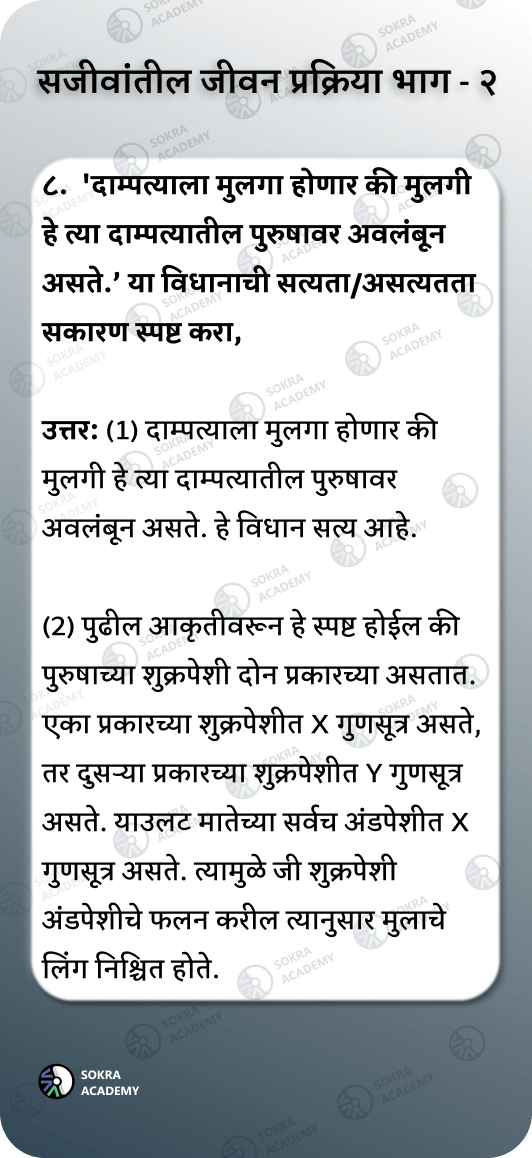 सजीवांतील जीवन प्रक्रिया भाग - २
८. 'दाम्पत्याला मुलगा होणार की मुलगी
हे त्या दाम्पत्यातील पुरुषावर अवलंबून
असते.’ या विधानाची सत्यता/असत्यतता
सकारण स्पष्ट करा,
उत्तर: (1) दाम्पत्याला मुलगा होणार की
मुलगी हे त्या दाम्पत्यातील पुरुषावर
अवलंबून असते. हे विधान सत्य आहे.
(2) पुढील आकृतीवरून हे स्पष्ट होईल की
पुरुषाच्या शुक्रपेशी दोन प्रकारच्या असतात.
एका प्रकारच्या शुक्रपेशीत X गुणसूत्र असते,
तर दुसऱ्या प्रकारच्या शुक्रपेशीत Y गुणसूत्र
असते. याउलट मातेच्या सर्वच अंडपेशीत X
गुणसूत्र असते. त्यामुळे जी शुक्रपेशी
अंडपेशीचे फलन करील त्यानुसार मुलाचे
लिंग निश्चित होते.
SOKRA
ACADEMY